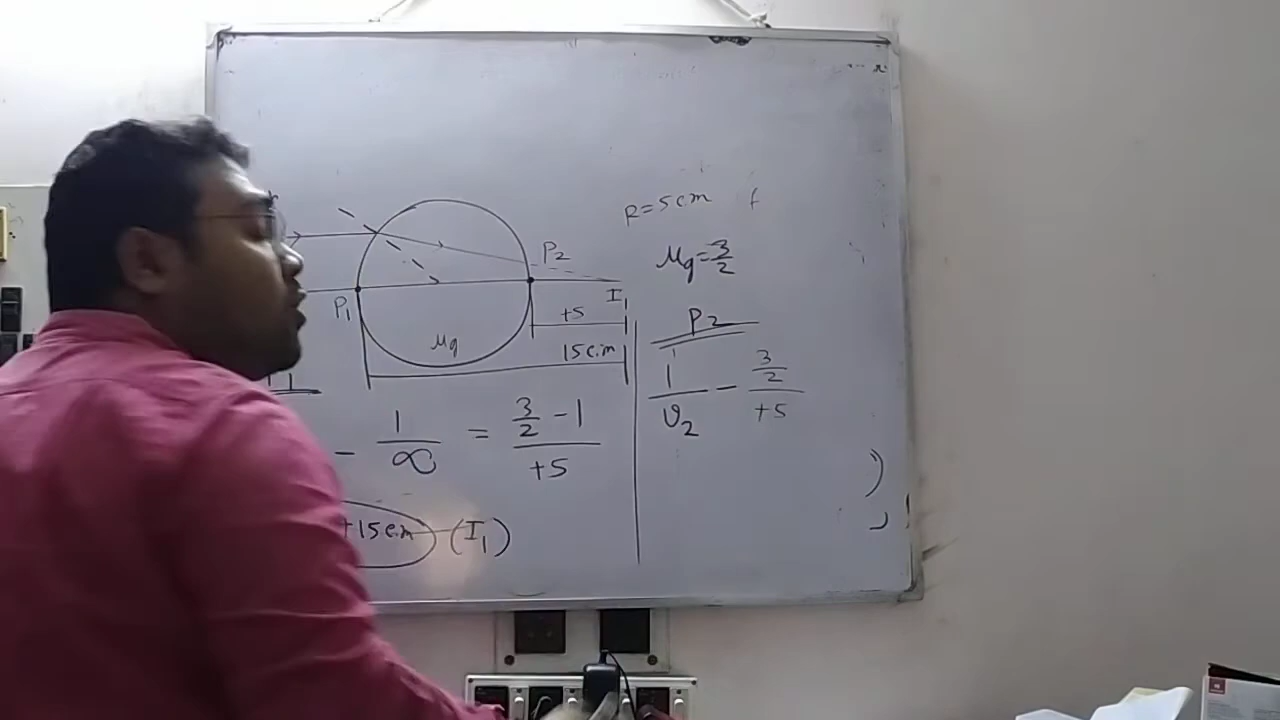 R=5cm
μg=3/2
P2
I1
P1
+5
μg
15cm
P2
1/∞ = (3/2 - 1)/+5
1/υ2 - (3/2)/+5
+15cm (I1)